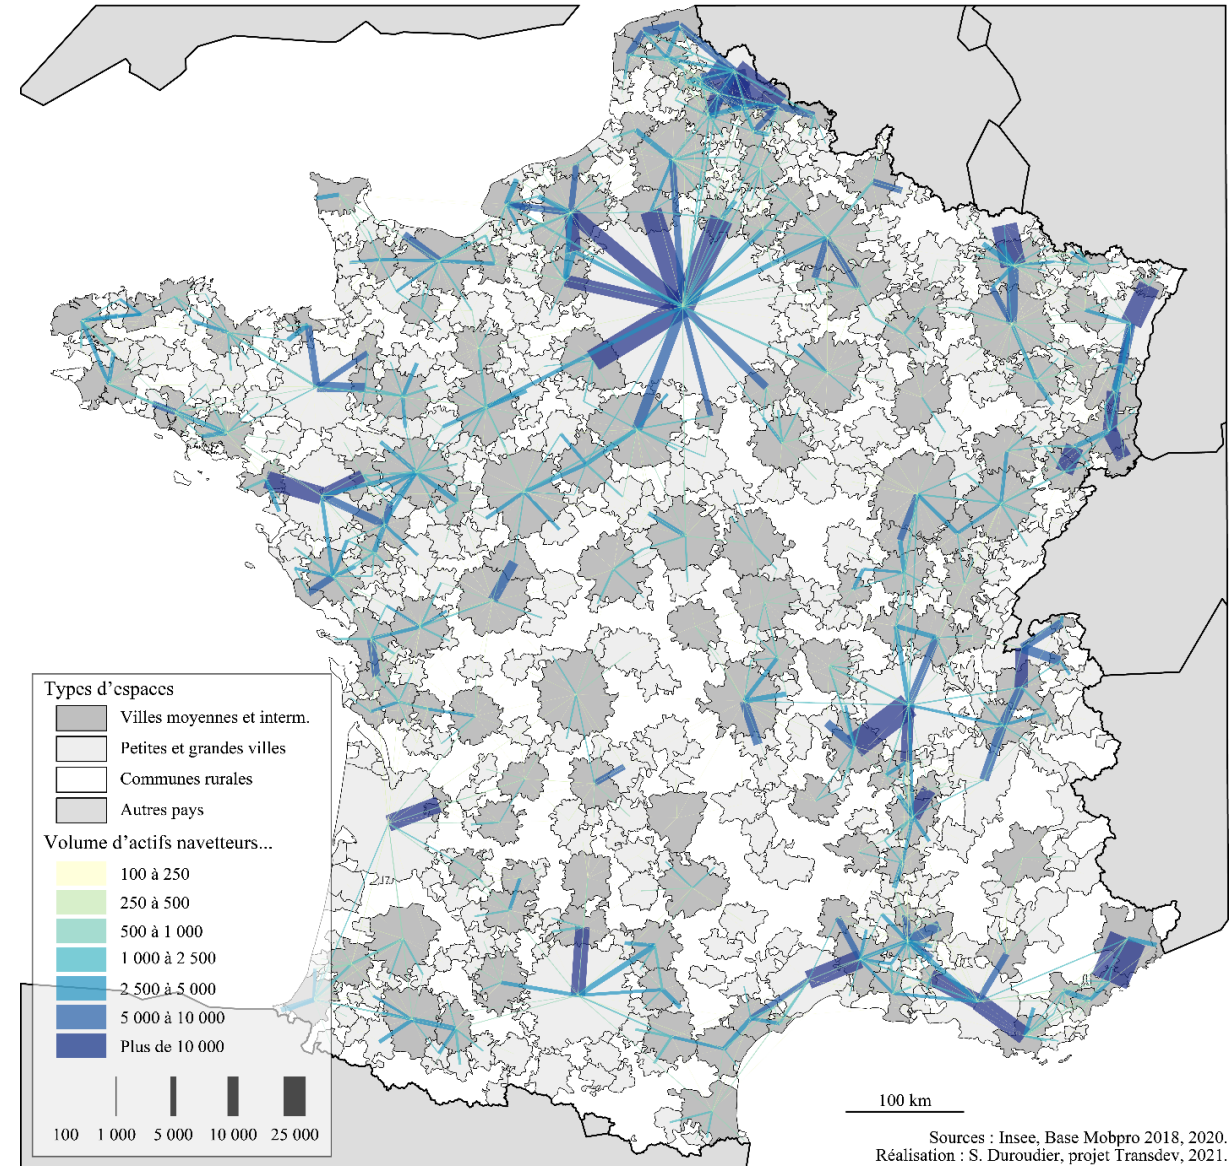 Types d'espaces
Villes moyennes et interm.
Petites et grandes villes
Communes rurales
Autres pays
Volume d'actifs navetteurs...
100 à 250
250 à 500
500 à 1 000
1 000 à 2 500
2 500 à 5 000
5 000 à 10 000
Plus de 10 000
100 1 000 5 000 10 000 25 000
100 km
Sources : Insee, Base Mobpro 2018, 2020.
Réalisation : S. Duroudier, projet Transdev, 2021.